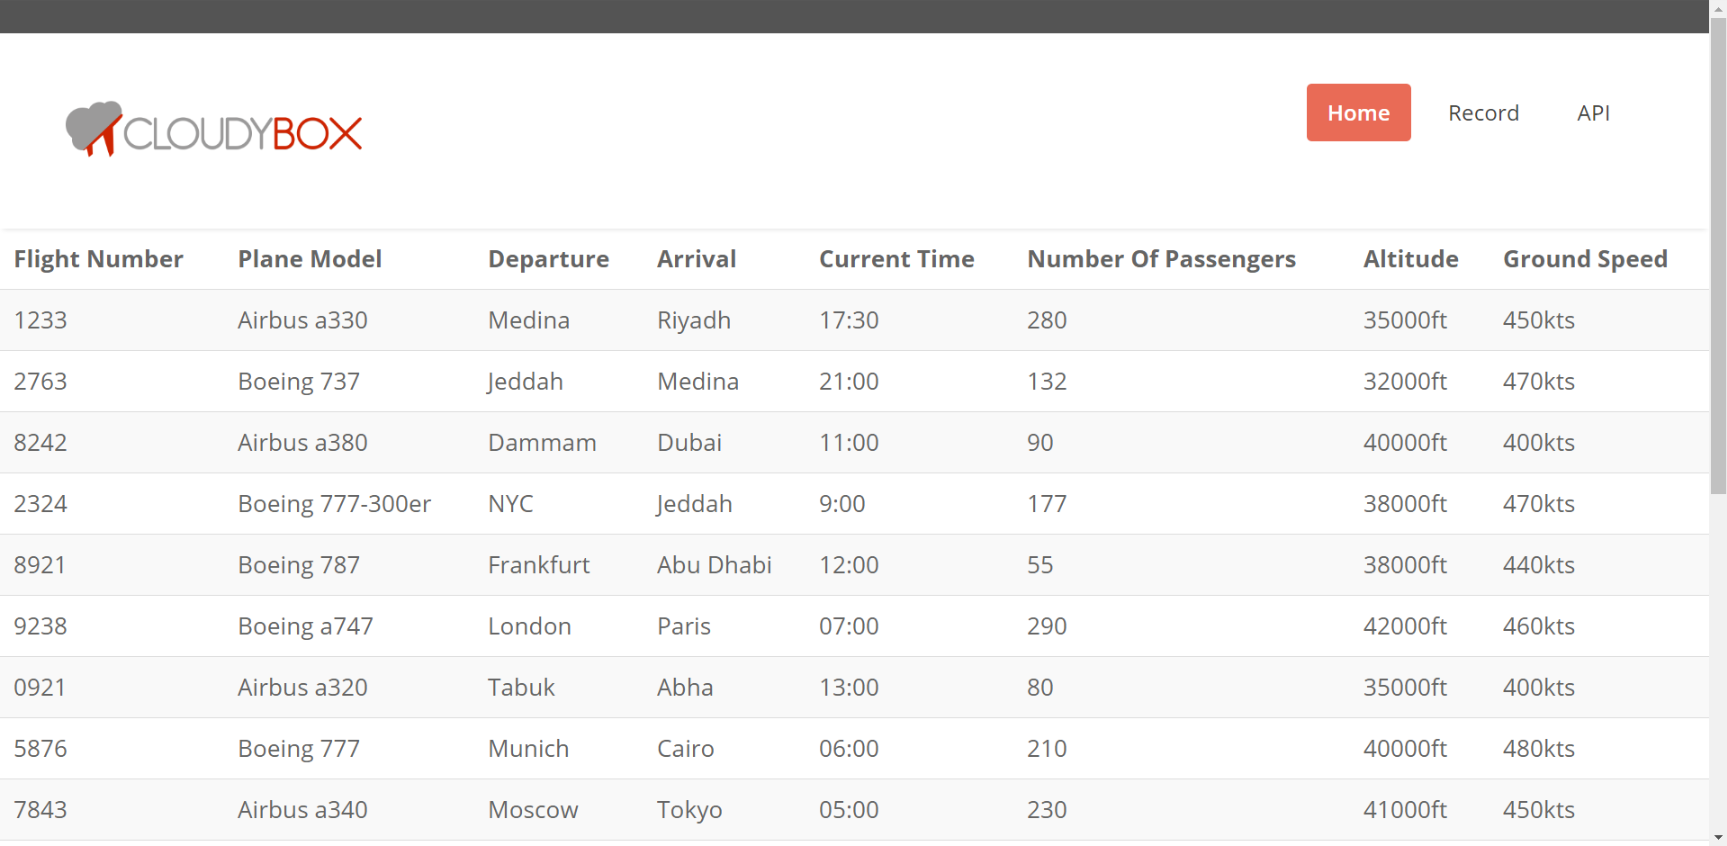 CLOUDYBOX
Home Record API
Flight Number Plane Model Departure Arrival Current Time Number Of Passengers Altitude Ground Speed
1233 Airbus a330 Medina Riyadh 17:30 280 35000ft 450kts
2763 Boeing 737 Jeddah Medina 21:00 132 32000ft 470kts
8242 Airbus a380 Dammam Dubai 11:00 90 40000ft 400kts
2324 Boeing 777-300er NYC Jeddah 9:00 177 38000ft 470kts
8921 Boeing 787 Frankfurt Abu Dhabi 12:00 55 38000ft 440kts
9238 Boeing a747 London Paris 07:00 290 42000ft 460kts
0921 Airbus a320 Tabuk Abha 13:00 80 35000ft 400kts
5876 Boeing 777 Munich Cairo 06:00 210 40000ft 480kts
7843 Airbus a340 Moscow Tokyo 05:00 230 41000ft 450kts